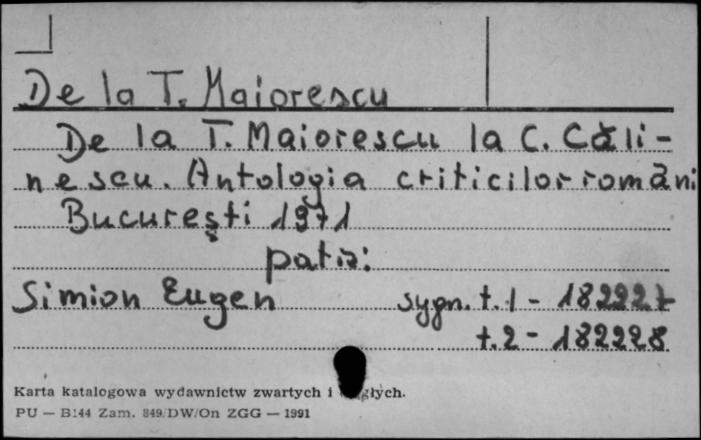 De la T. Maiorescu
De la T. Maiorescu la C. Căli-
nescu. Antologia criticilor români
București 1971
patrz:
Simion Eugen sygn. t.1 - 182227
t.2 - 182228
Karta katalogowa wydawnictw zwartych i głych.
PU — B:44 Zam. 849/DW/On ZGG — 1991